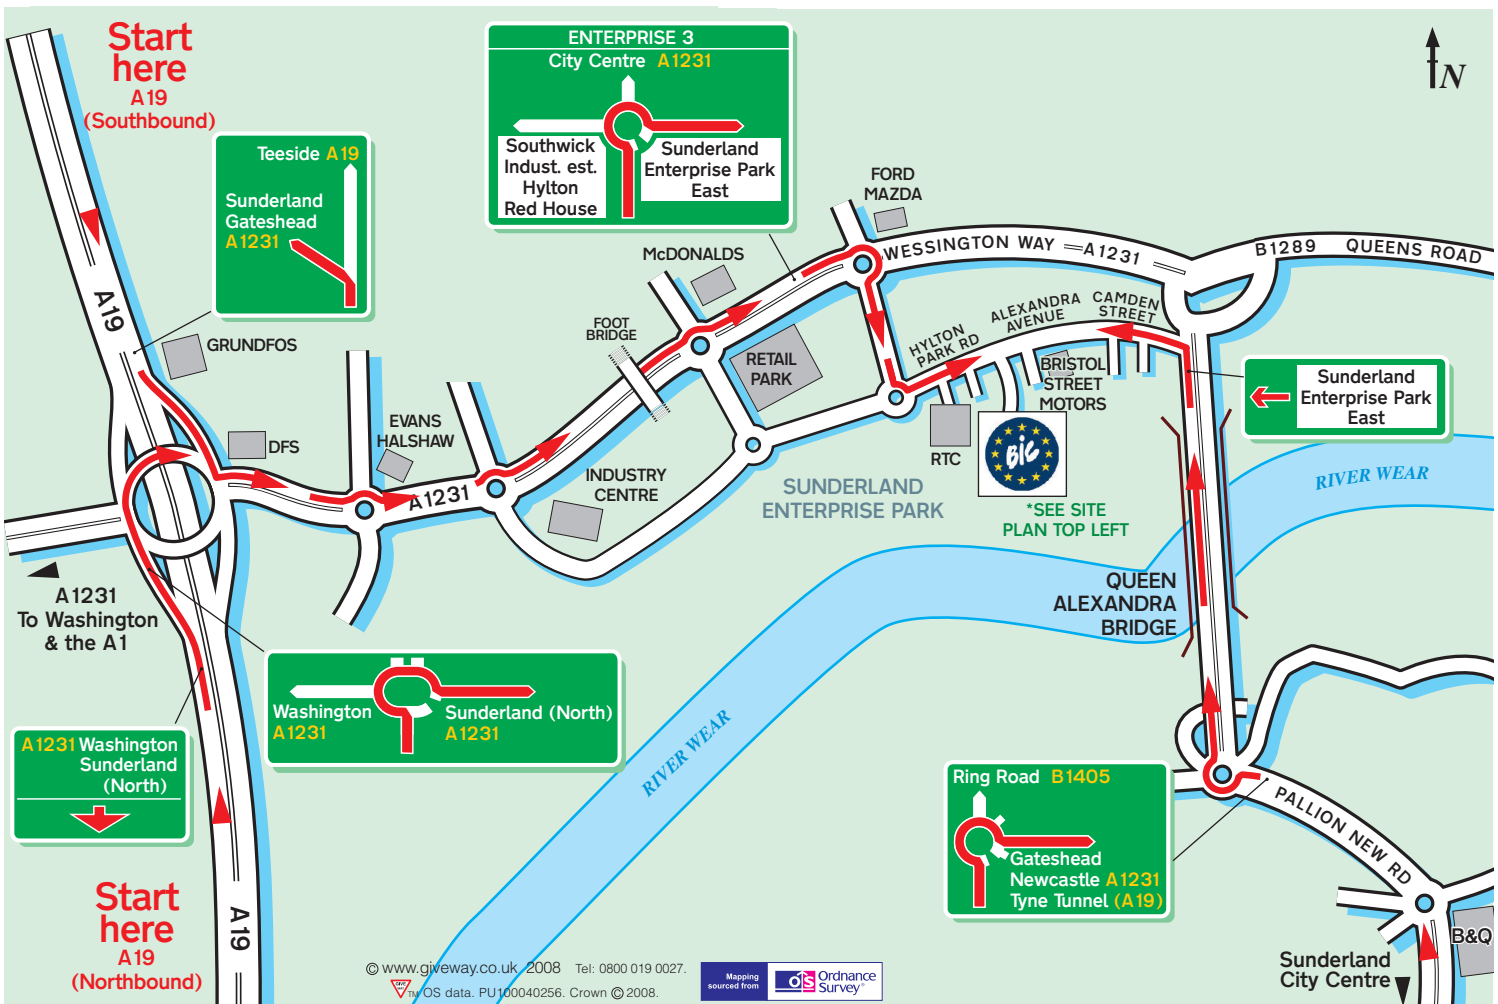 Start
here
A19
(Southbound)
Teeside A19
Sunderland
Gateshead
A1231
ENTERPRISE 3
City Centre A1231
Southwick
Indust. est.
Hylton
Red House
Sunderland
Enterprise Park
East
N
FORD
MAZDA
McDONALDS
WESSINGTON WAY
A1231
B1289
QUEENS ROAD
A19
GRUNDFOS
FOOT
BRIDGE
RETAIL
PARK
HYLTON
PARK RD
ALEXANDRA
AVENUE
CAMDEN
STREET
BRISTOL
STREET
MOTORS
Sunderland
Enterprise Park
East
EVANS
HALSHAW
DFS
A1231
INDUSTRY
CENTRE
RTC
BIC
SUNDERLAND
ENTERPRISE PARK
*SEE SITE
PLAN TOP LEFT
RIVER WEAR
A1231
To Washington
& the A1
QUEEN
ALEXANDRA
BRIDGE
Washington
A1231
Sunderland (North)
A1231
A1231 Washington
Sunderland
(North)
RIVER WEAR
Ring Road B1405
Gateshead
Newcastle A1231
Tyne Tunnel (A19)
PALLION NEW RD
Start
here
A19
(Northbound)
A19
B&Q
Sunderland
City Centre
© www.giveway.co.uk 2008 Tel: 0800 019 0027.
GIVE WAY TM OS data. PU100040256. Crown © 2008.
Mapping
sourced from
OS Ordnance
Survey®